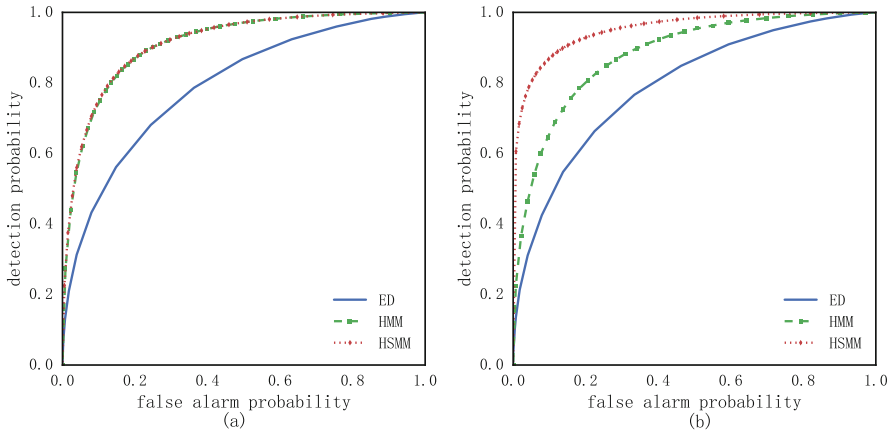 1.0
0.8
0.6
0.4
0.2
0.0
detection probability
ED
HMM
HSMM
0.0 0.2 0.4 0.6 0.8 1.0
false alarm probability
(a)
1.0
0.8
0.6
0.4
0.2
0.0
detection probability
ED
HMM
HSMM
0.0 0.2 0.4 0.6 0.8 1.0
false alarm probability
(b)